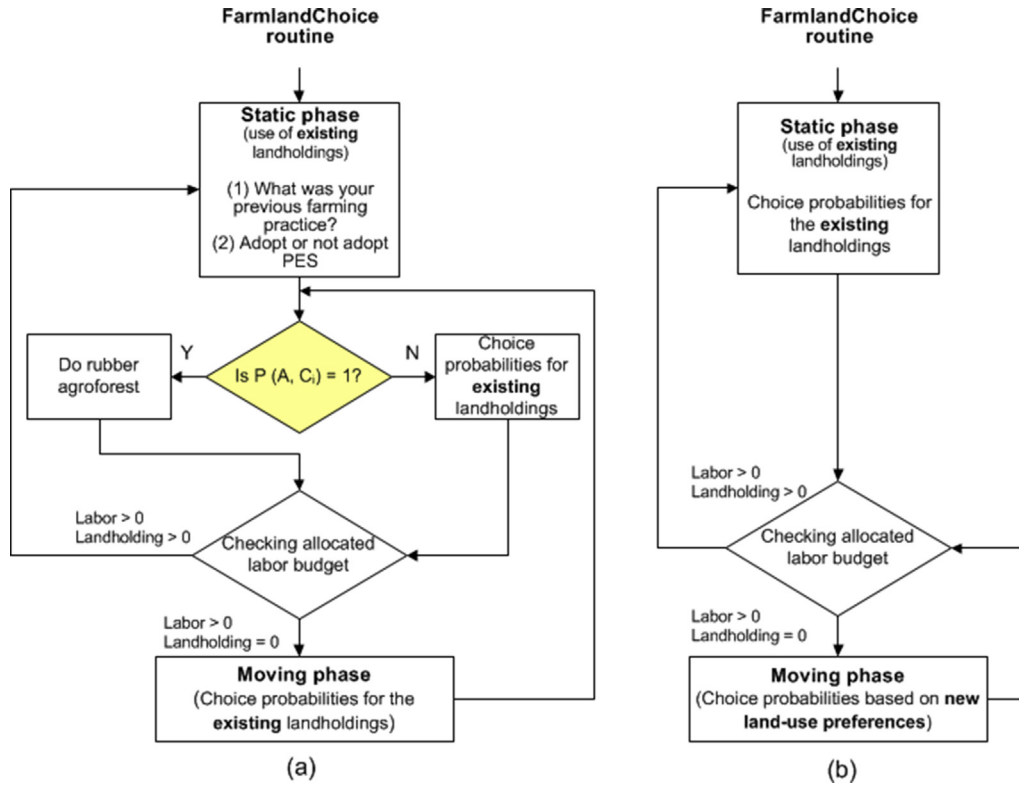 FarmlandChoice
routine
Static phase
(use of existing
landholdings)
(1) What was your
previous farming
practice?
(2) Adopt or not adopt
PES
Do rubber
agroforest
Y
Is P (A, Cᵢ) = 1?
N
Choice
probabilities for
existing
landholdings
Labor > 0
Landholding > 0
Checking allocated
labor budget
Labor > 0
Landholding = 0
Moving phase
(Choice probabilities for the
existing landholdings)
(a)
FarmlandChoice
routine
Static phase
(use of existing
landholdings)
Choice probabilities for
the existing
landholdings
Labor > 0
Landholding > 0
Checking allocated
labor budget
Labor > 0
Landholding = 0
Moving phase
(Choice probabilities based on new
land-use preferences)
(b)